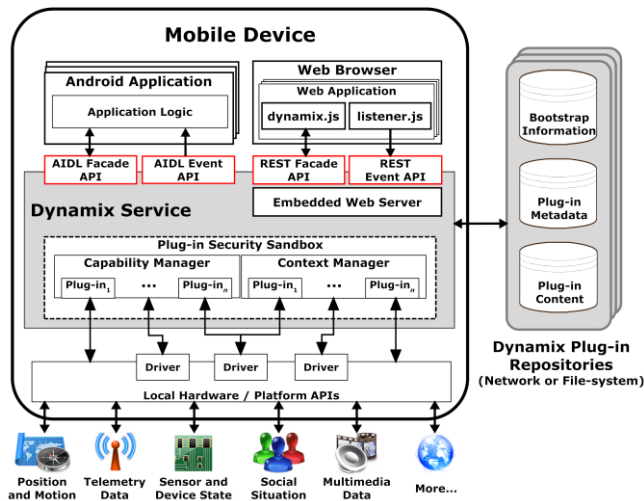 Mobile Device
Android Application
Application Logic
Web Browser
Web Application
dynamix.js
listener.js
AIDL Facade
API
AIDL Event
API
REST Facade
API
REST
Event API
Dynamix Service
Embedded Web Server
Plug-in Security Sandbox
Capability Manager
Context Manager
Plug-in1
...
Plug-inn
Plug-in1
...
Plug-inn
Driver
Driver
Driver
Local Hardware / Platform APIs
Position
and Motion
Telemetry
Data
Sensor and
Device State
Social
Situation
Multimedia
Data
More...
Bootstrap
Information
Plug-in
Metadata
Plug-in
Content
Dynamix Plug-in
Repositories
(Network or File-system)